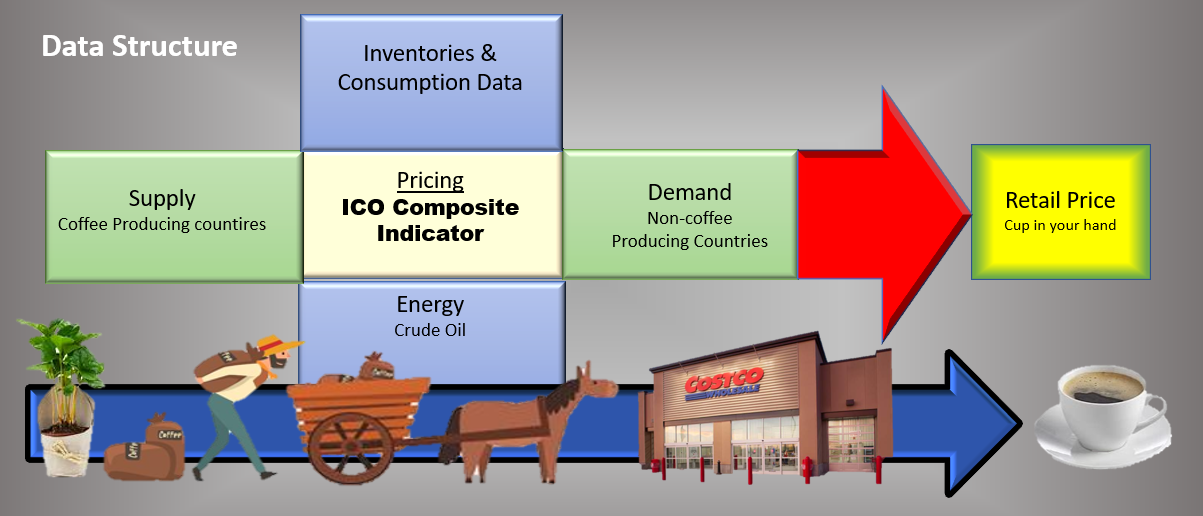 Data Structure
Inventories &
Consumption Data
Supply
Coffee Producing countires
Pricing
ICO Composite
Indicator
Demand
Non-coffee
Producing Countries
Retail Price
Cup in your hand
Energy
Crude Oil
COSTCO
WHOLESALE
Coffee
Coffee